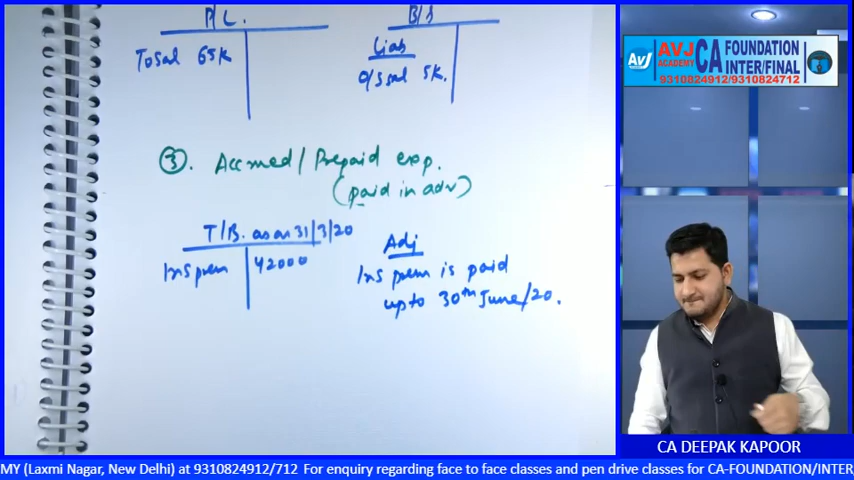 P/L.
To sal 65k
B/S
Liab
O/S sal 5k.
③. Accrued/Prepaid exp.
(paid in adv)
T/B. as on 31/3/20
Ins prem 42000
Adj
Ins prem is paid
upto 30th June/20.
AVJ
ACADEMY
AVJ
CA
FOUNDATION
INTER/FINAL
9310824912/9310824712
CA DEEPAK KAPOOR
MY (Laxmi Nagar, New Delhi) at 9310824912/712 For enquiry regarding face to face classes and pen drive classes for CA-FOUNDATION/INTER